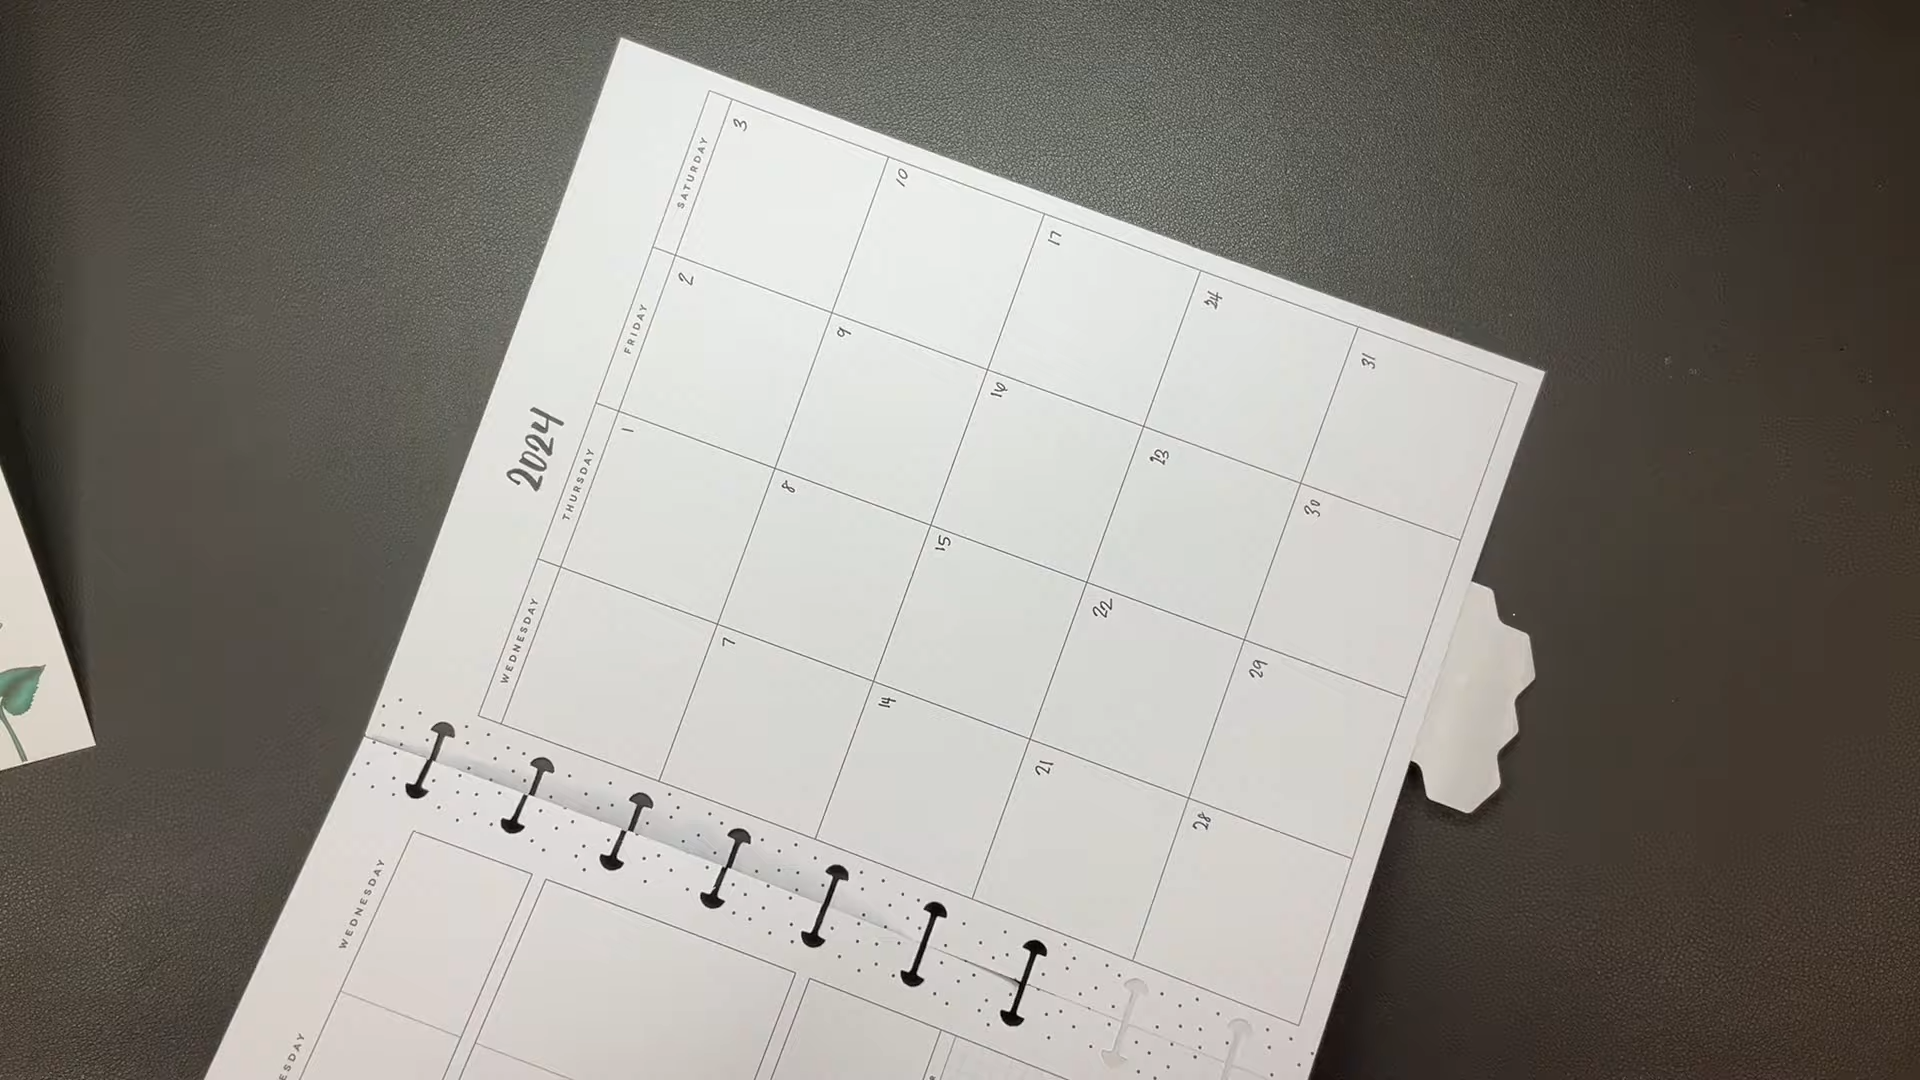 2024
WEDNESDAY THURSDAY FRIDAY SATURDAY
1 2 3
7 8 9 10
14 15 16 17
21 22 23 24
28 29 30 31
WEDNESDAY